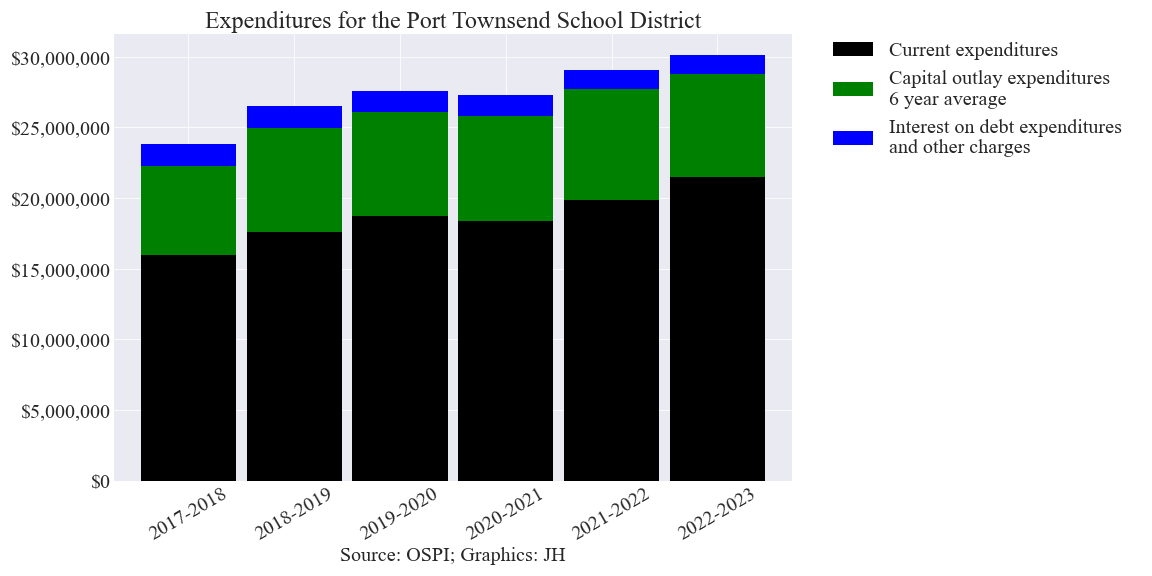 Expenditures for the Port Townsend School District
$30,000,000
$25,000,000
$20,000,000
$15,000,000
$10,000,000
$5,000,000
$0
2017-2018
2018-2019
2019-2020
2020-2021
2021-2022
2022-2023
Source: OSPI; Graphics: JH
Current expenditures
Capital outlay expenditures
6 year average
Interest on debt expenditures
and other charges